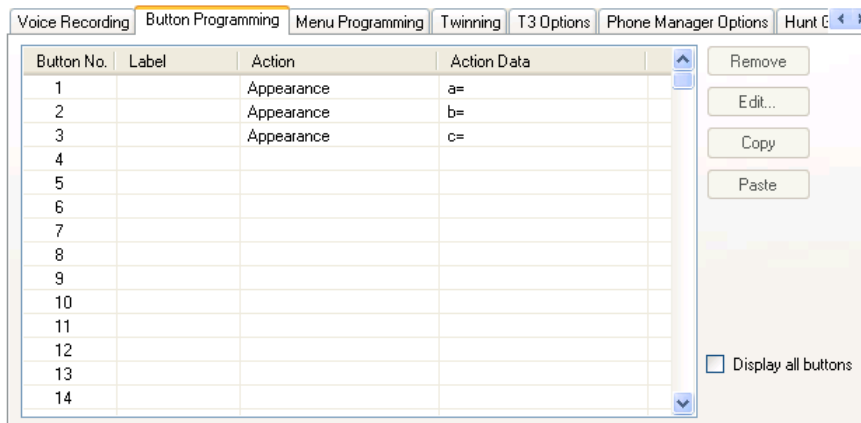 Voice Recording Button Programming Menu Programming Twinning T3 Options Phone Manager Options Hunt G
Button No. Label Action Action Data
1 Appearance a=
2 Appearance b=
3 Appearance c=
4
5
6
7
8
9
10
11
12
13
14
Remove
Edit...
Copy
Paste
Display all buttons